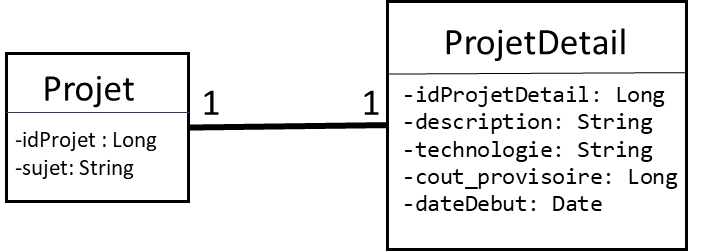 Projet
-idProjet : Long
-sujet: String
1
1
ProjetDetail
-idProjetDetail: Long
-description: String
-technologie: String
-cout_provisoire: Long
-dateDebut: Date